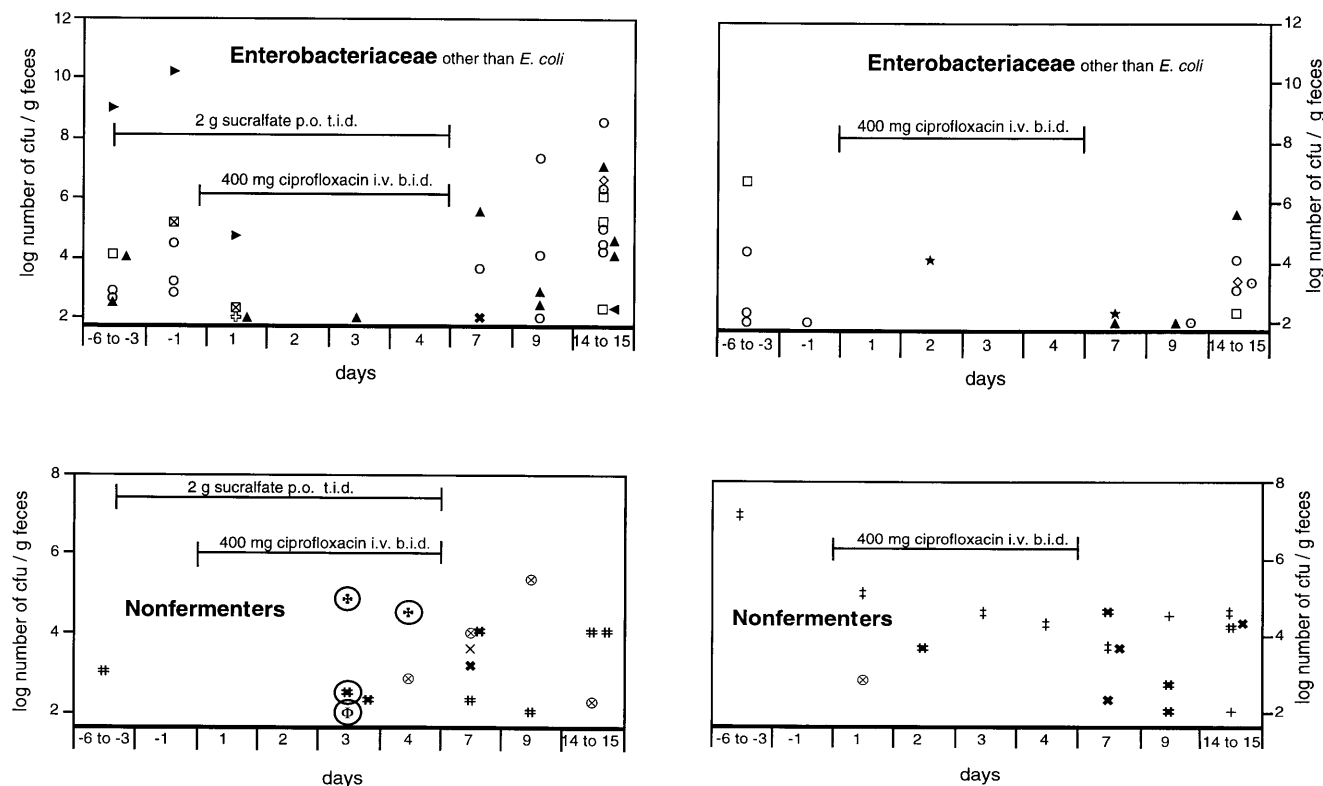 12
10
8
6
4
2
log number of cfu / g feces
Enterobacteriaceae other than E. coli
2 g sucralfate p.o. t.i.d.
400 mg ciprofloxacin i.v. b.i.d.
-6 to -3 -1 1 2 3 4 7 9 14 to 15
days
Enterobacteriaceae other than E. coli
400 mg ciprofloxacin i.v. b.i.d.
12
10
8
6
4
2
log number of cfu / g feces
-6 to -3 -1 1 2 3 4 7 9 14 to 15
days
8
6
4
2
log number of cfu / g feces
2 g sucralfate p.o. t.i.d.
400 mg ciprofloxacin i.v. b.i.d.
Nonfermenters
-6 to -3 -1 1 2 3 4 7 9 14 to 15
days
400 mg ciprofloxacin i.v. b.i.d.
Nonfermenters
8
6
4
2
log number of cfu / g feces
-6 to -3 -1 1 2 3 4 7 9 14 to 15
days